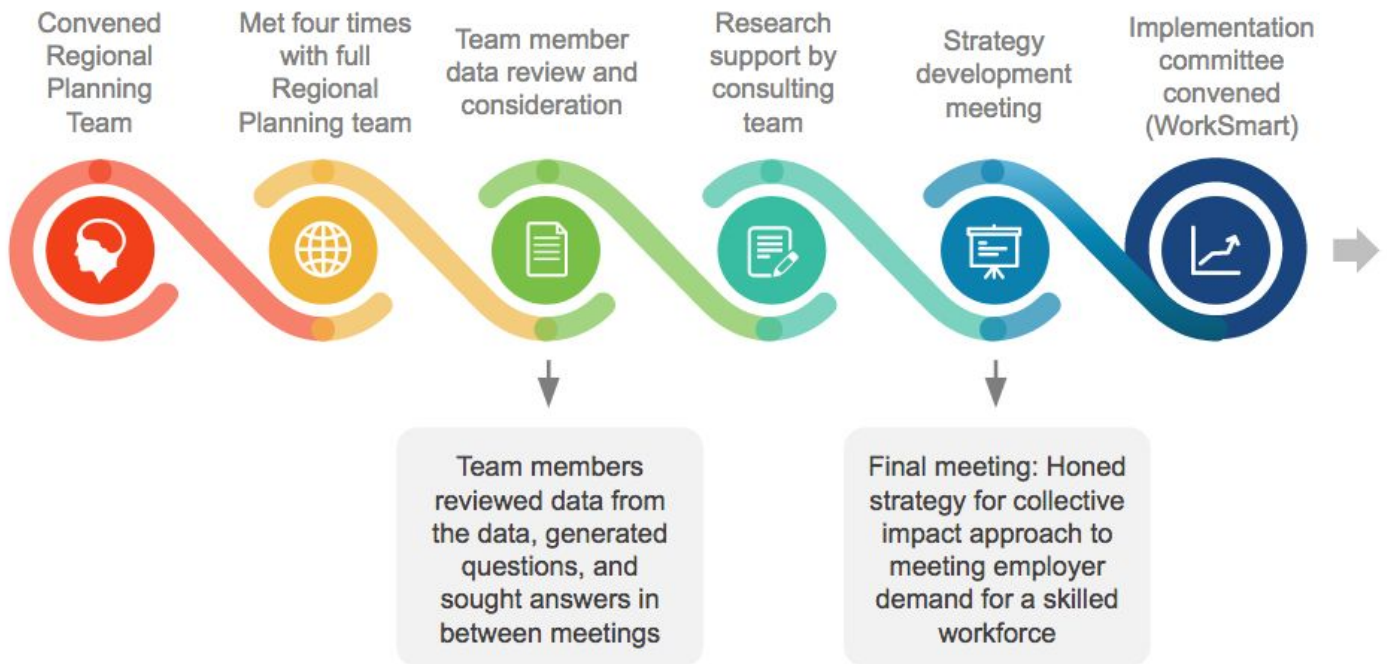 Convened
Regional
Planning
Team
Met four times
with full
Regional
Planning team
Team member
data review and
consideration
Research
support by
consulting
team
Strategy
development
meeting
Implementation
committee
convened
(WorkSmart)
Team members
reviewed data from
the data, generated
questions, and
sought answers in
between meetings
Final meeting: Honed
strategy for collective
impact approach to
meeting employer
demand for a skilled
workforce